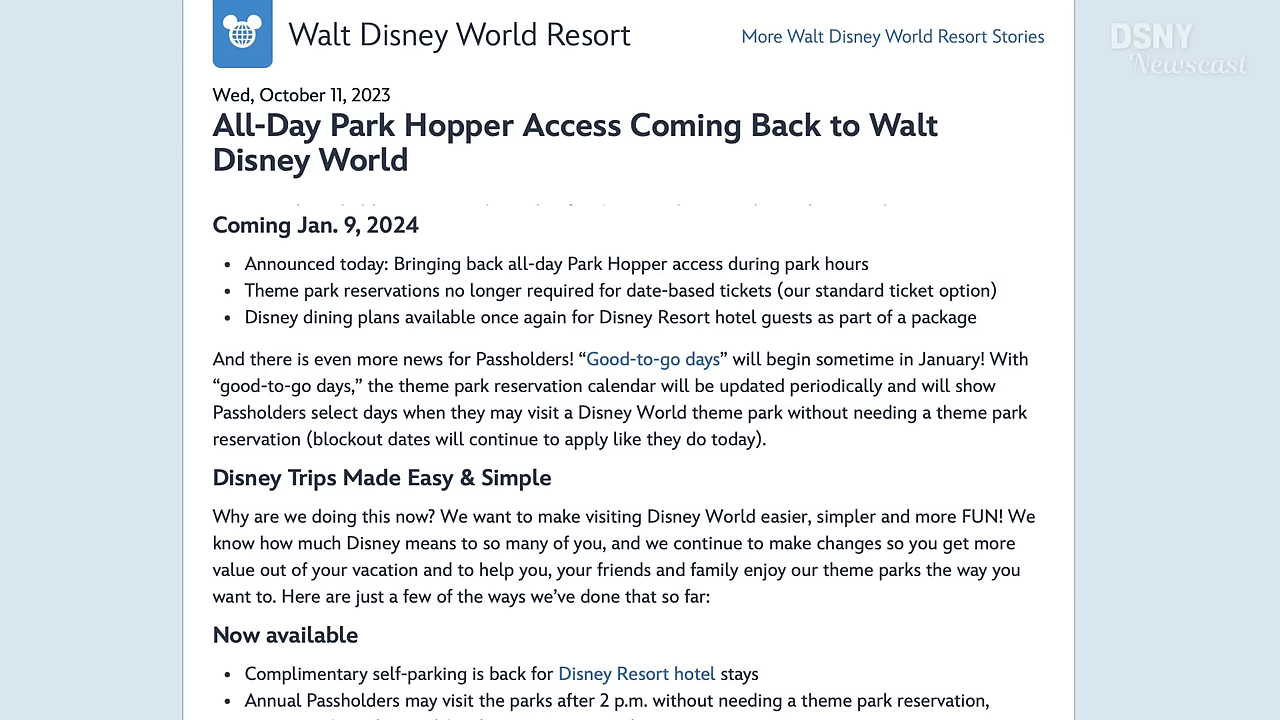 Walt Disney World Resort
More Walt Disney World Resort Stories
DSNY
Newscast
Wed, October 11, 2023
All-Day Park Hopper Access Coming Back to Walt
Disney World
Coming Jan. 9, 2024
• Announced today: Bringing back all-day Park Hopper access during park hours
• Theme park reservations no longer required for date-based tickets (our standard ticket option)
• Disney dining plans available once again for Disney Resort hotel guests as part of a package
And there is even more news for Passholders! “Good-to-go days” will begin sometime in January! With
“good-to-go days,” the theme park reservation calendar will be updated periodically and will show
Passholders select days when they may visit a Disney World theme park without needing a theme park
reservation (blockout dates will continue to apply like they do today).
Disney Trips Made Easy & Simple
Why are we doing this now? We want to make visiting Disney World easier, simpler and more FUN! We
know how much Disney means to so many of you, and we continue to make changes so you get more
value out of your vacation and to help you, your friends and family enjoy our theme parks the way you
want to. Here are just a few of the ways we’ve done that so far:
Now available
• Complimentary self-parking is back for Disney Resort hotel stays
• Annual Passholders may visit the parks after 2 p.m. without needing a theme park reservation,